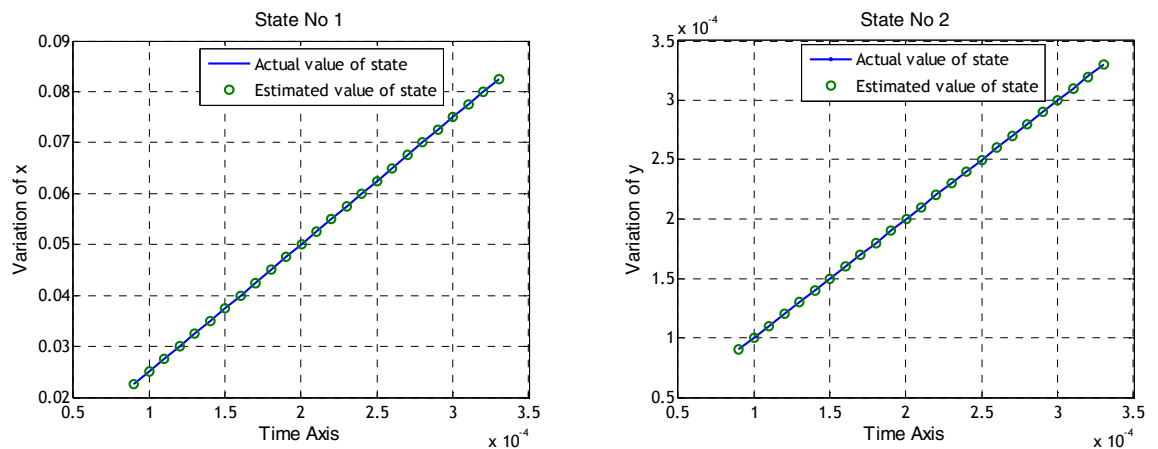 State No 1
0.09
0.08
0.07
0.06
0.05
0.04
0.03
0.02
Variation of x
Actual value of state
Estimated value of state
0.5 1 1.5 2 2.5 3 3.5
Time Axis
x 10^-4
State No 2
x 10^-4
3.5
3
2.5
2
1.5
1
0.5
Variation of y
Actual value of state
Estimated value of state
0.5 1 1.5 2 2.5 3 3.5
Time Axis
x 10^-4